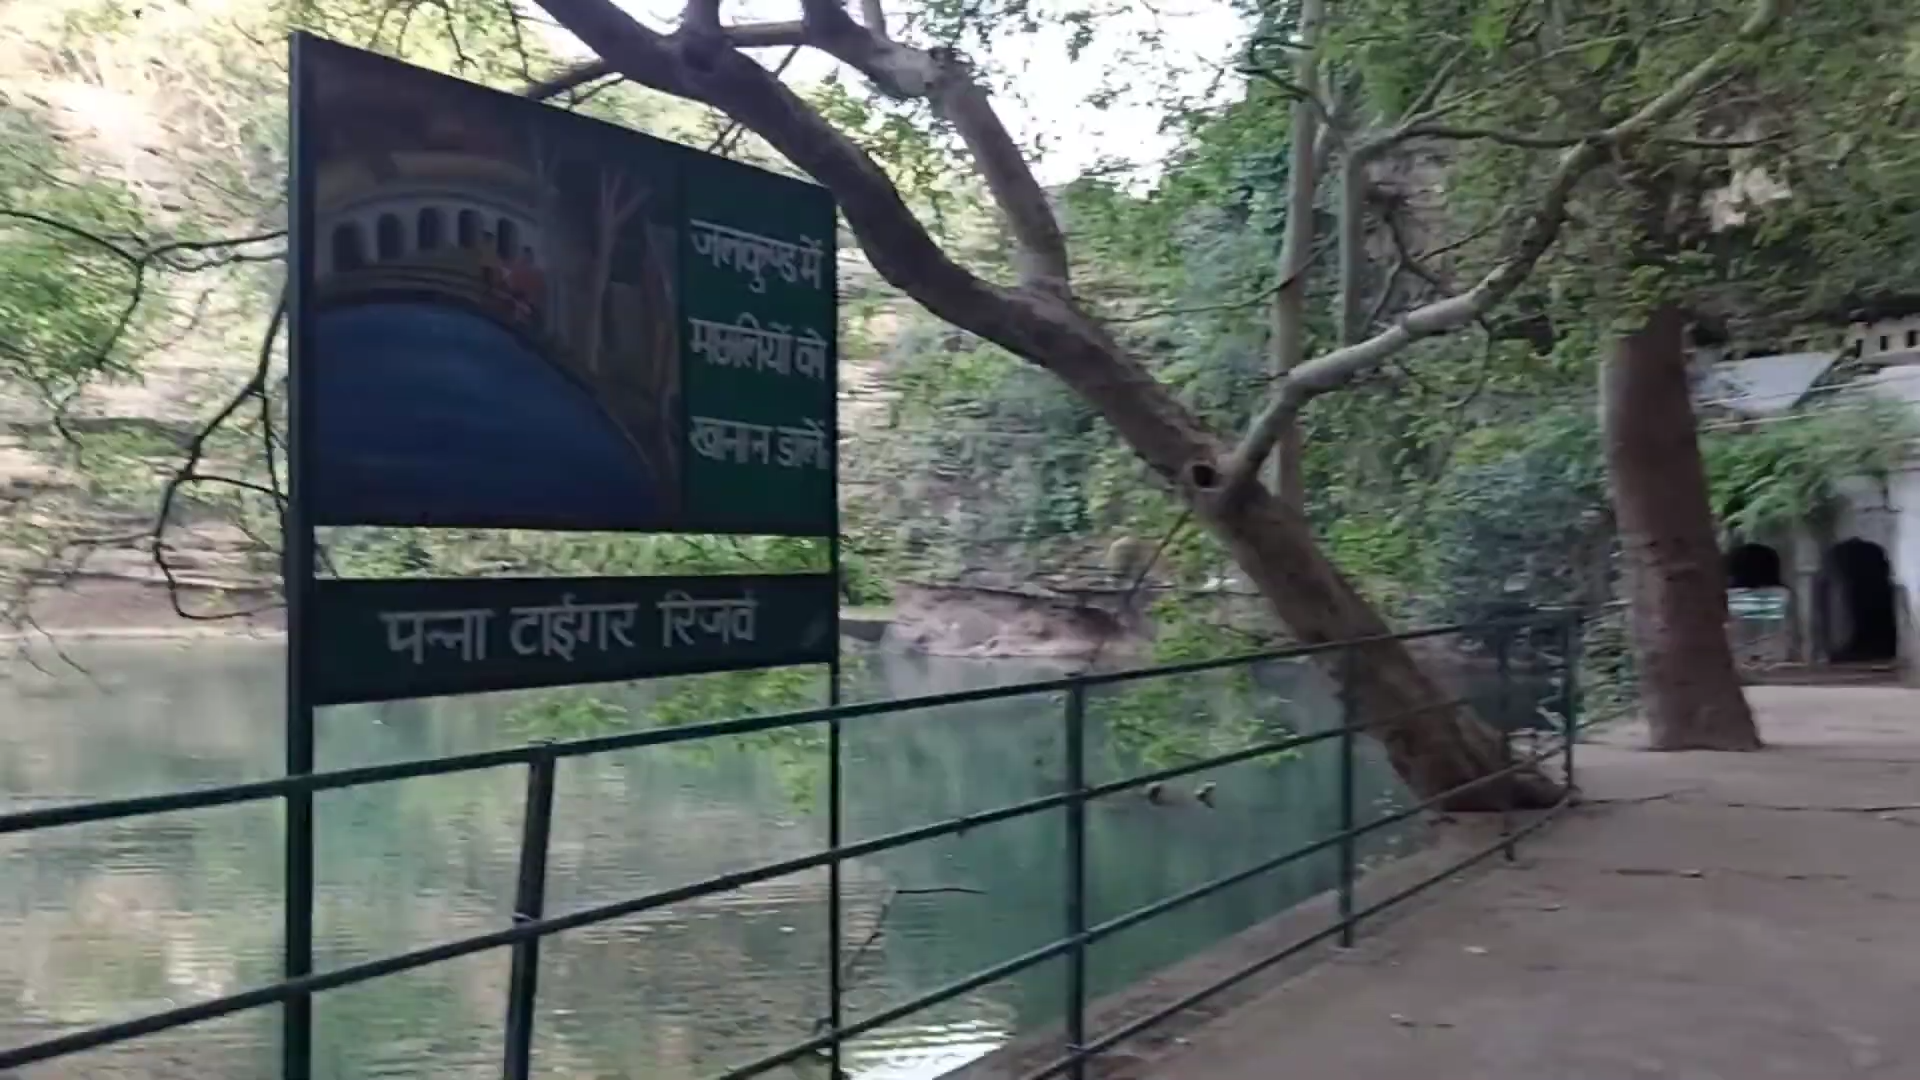 जलकुण्ड में
मछलियों को
खाना न डालें
पन्ना टाईगर रिजर्व